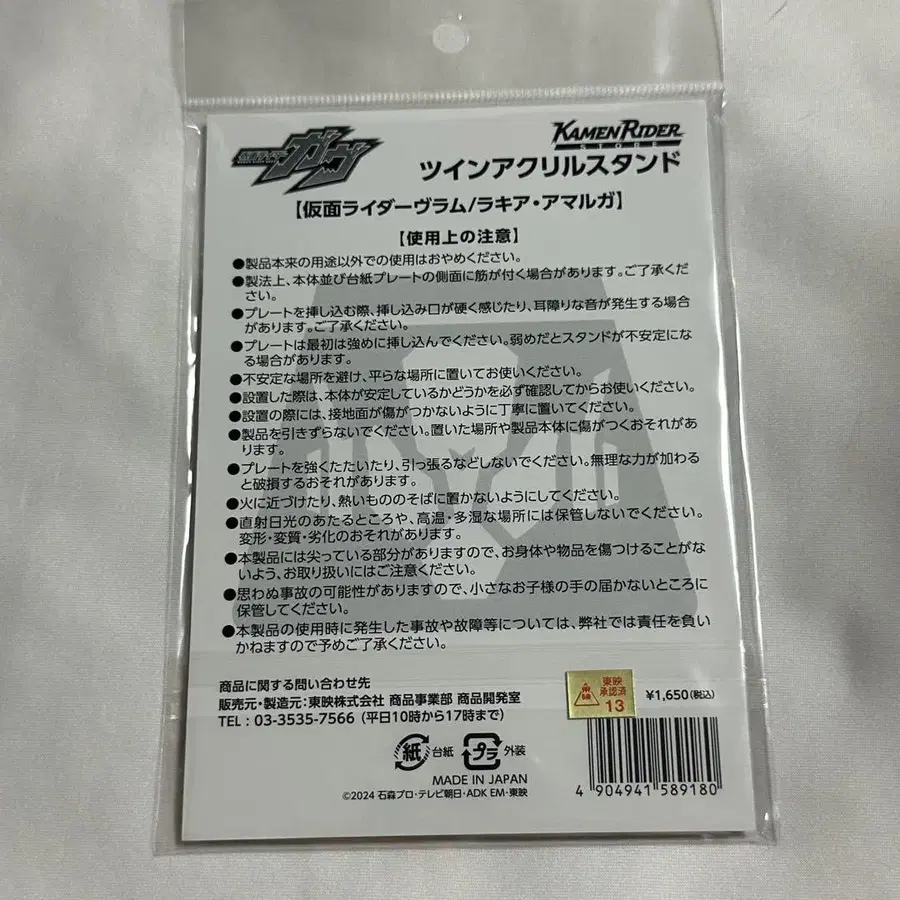 仮面ライダー ガヴ
KAMEN RIDER
STORE
ツインアクリルスタンド
【仮面ライダーヴラム/ラキア・アマルガ】
【使用上の注意】
●製品本来の用途以外での使用はおやめください。
●製法上、本体並び台紙プレートの側面に筋が付く場合があります。ご了承くだ
さい。
●プレートを挿し込む際、挿し込み口が硬く感じたり、耳障りな音が発生する場合
があります。ご了承ください。
●プレートは最初は強めに挿し込んでください。弱めだとスタンドが不安定にな
る場合があります。
●不安定な場所を避け、平らな場所に置いてお使いください。
●設置した際は、本体が安定しているかどうかを必ず確認してからお使いください。
●設置の際には、接地面が傷がつかないように丁寧に置いてください。
●製品を引きずらないでください。置いた場所や製品本体に傷がつくおそれがあ
ります。
●プレートを強くたたいたり、引っ張るなどしないでください。無理な力が加わる
と破損するおそれがあります。
●火に近づけたり、熱いもののそばに置かないようにしてください。
●直射日光のあたるところや、高温・多湿な場所には保管しないでください。
変形・変質・劣化のおそれがあります。
●本製品には尖っている部分がありますので、お身体や物品を傷つけることがな
いよう、お取り扱いにはご注意ください。
●思わぬ事故の可能性がありますので、小さなお子様の手の届かないところに
保管してください。
●本製品の使用時に発生した事故や故障等については、弊社では責任を負い
かねますので予めご了承ください。
商品に関する問い合わせ先
販売元・製造元:東映株式会社 商品事業部 商品開発室
TEL : 03-3535-7566 (平日10時から17時まで)
東映
承認済
13
¥1,650(税込)
紙 台紙 プラ 外装
MADE IN JAPAN
©2024 石森プロ・テレビ朝日・ADK EM・東映
4 904941 589180